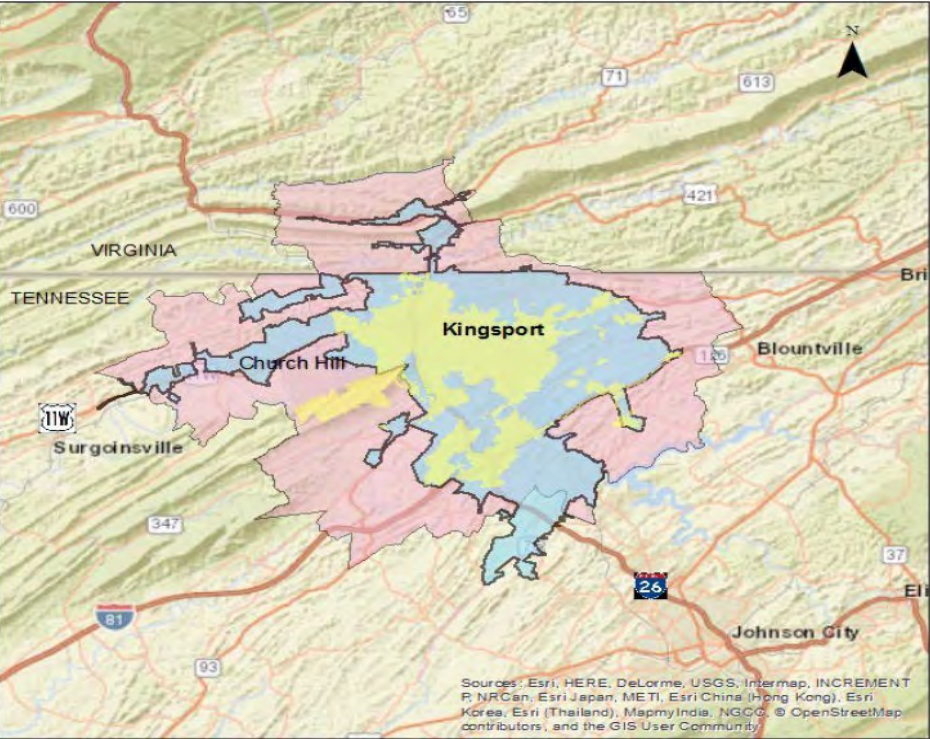 65
N
71
613
421
600
VIRGINIA
Bri
TENNESSEE
Kingsport
126
Blountville
Church Hill
11W
Surgoinsville
347
37
26
Eli
81
Johnson City
93
Sources: Esri, HERE, DeLorme, USGS, Intermap, INCREMENT
P, NRCan, Esri Japan, METI, Esri China (Hong Kong), Esri
Korea, Esri (Thailand), MapmyIndia, NGCC, © OpenStreetMap
contributors, and the GIS User Community